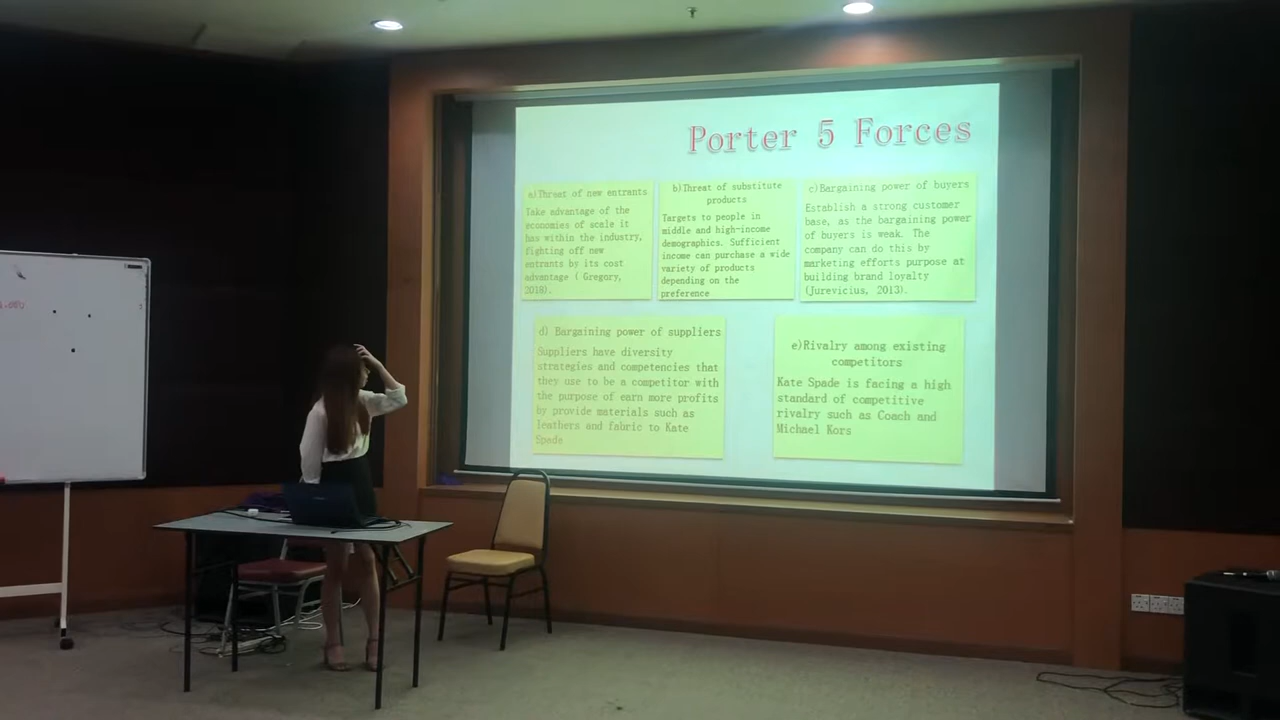 Porter 5 Forces
a)Threat of new entrants
Take advantage of the
economies of scale it
has within the industry,
fighting off new
entrants by its cost
advantage ( Gregory,
2018).
b)Threat of substitute
products
Targets to people in
middle and high-income
demographics. Sufficient
income can purchase a wide
variety of products
depending on the
preference
c)Bargaining power of buyers
Establish a strong customer
base, as the bargaining power
of buyers is weak. The
company can do this by
marketing efforts purpose at
building brand loyalty
(Jurevicius, 2013).
d) Bargaining power of suppliers
Suppliers have diversity
strategies and competencies that
they use to be a competitor with
the purpose of earn more profits
by provide materials such as
leathers and fabric to Kate
Spade
e)Rivalry among existing
competitors
Kate Spade is facing a high
standard of competitive
rivalry such as Coach and
Michael Kors